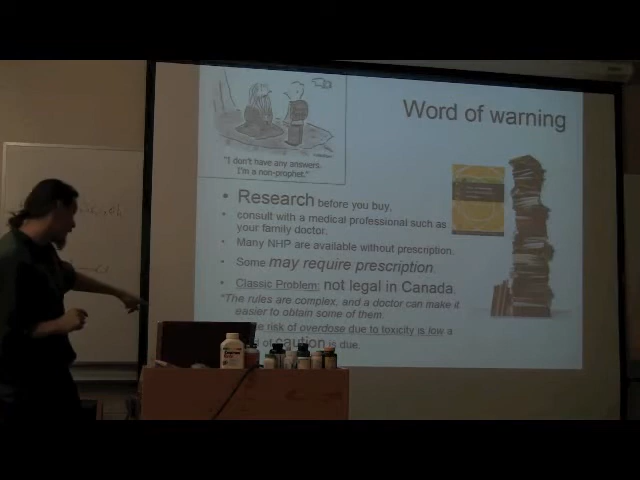 Word of warning
"I don't have any answers.
I'm a non-prophet."
• Research before you buy,
• consult with a medical professional such as
your family doctor.
• Many NHP are available without prescription.
• Some may require prescription.
• Classic Problem: not legal in Canada.
"The rules are complex, and a doctor can make it
easier to obtain some of them.
risk of overdose due to toxicity is low a
of caution is due.